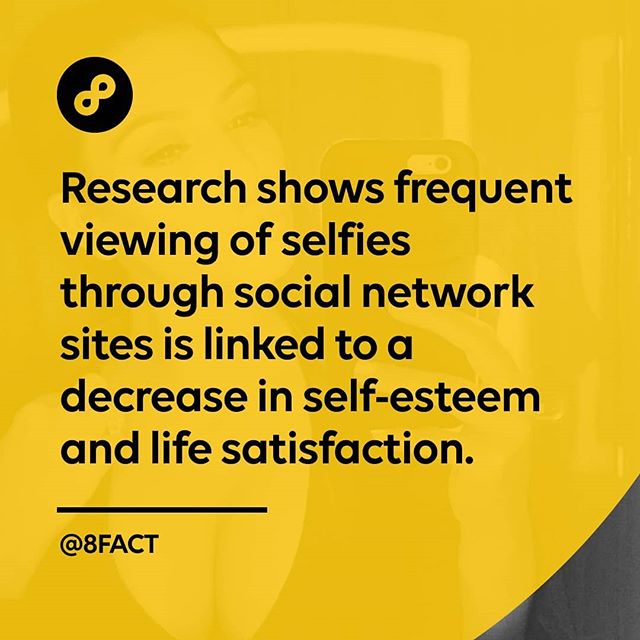 Research shows frequent
viewing of selfies
through social network
sites is linked to a
decrease in self-esteem
and life satisfaction.
@8FACT